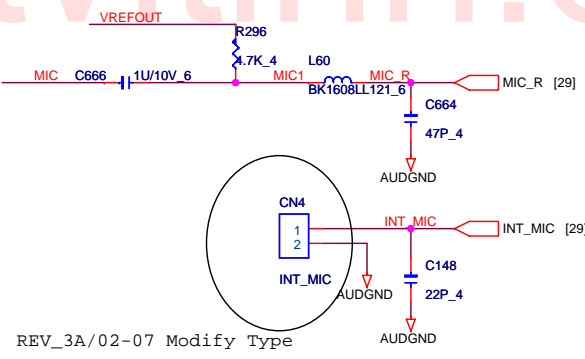 VREFOUT
R296
4.7K_4
L60
MIC
C666
1U/10V_6
MIC1
MIC_R
BK1608LL121_6
MIC_R [29]
C664
47P_4
AUDGND
CN4
1
2
INT_MIC
INT_MIC
INT_MIC [29]
AUDGND
C148
22P_4
AUDGND
REV_3A/02-07 Modify Type